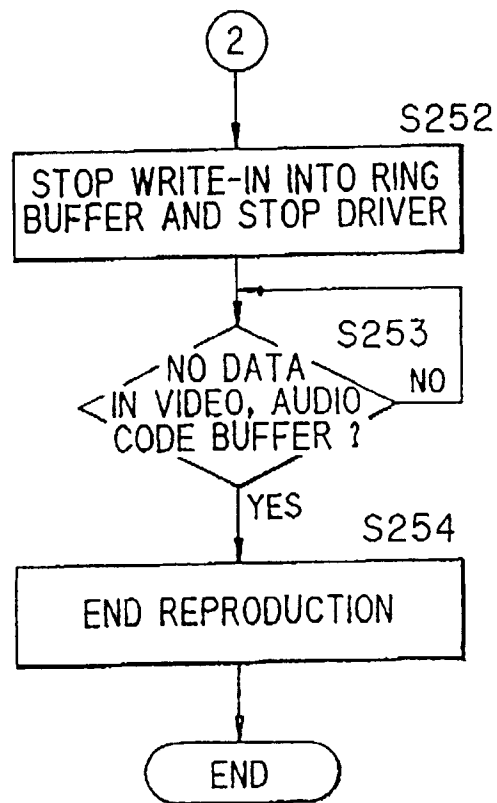 2
S252
STOP WRITE-IN INTO RING
BUFFER AND STOP DRIVER
S253
NO DATA
IN VIDEO, AUDIO
CODE BUFFER ?
NO
YES
S254
END REPRODUCTION
END